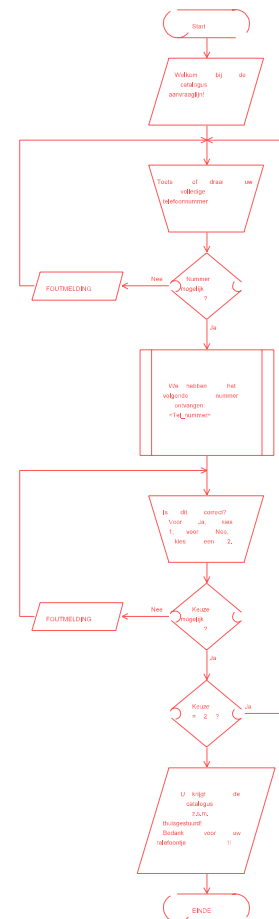 Start
Welkom bij de
catalogus
aanvraaglijn!
Toets of draai uw
volledige
telefoonnummer
Nummer
mogelijk
?
Nee
FOUTMELDING
Ja
We hebben het
volgende nummer
ontvangen:
<Tel_nummer>
Is dit correct?
Voor Ja, kies
1; voor Nee,
kies een 2.
Keuze
mogelijk
?
Nee
FOUTMELDING
Ja
Keuze
= 2 ?
Ja
U krijgt de
catalogus
z.s.m.
thuisgestuurd!
Bedankt voor uw
telefoontje !!
EINDE